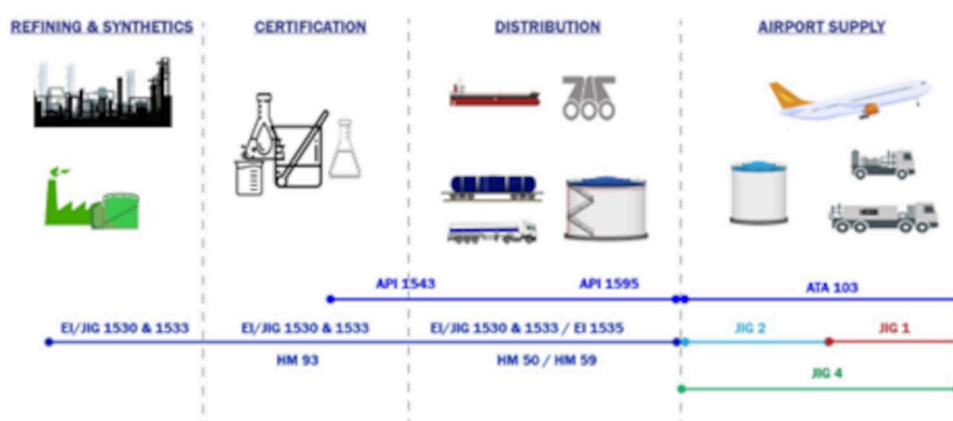 REFINING & SYNTHETICS
CERTIFICATION
DISTRIBUTION
AIRPORT SUPPLY
API 1543
API 1595
ATA 103
EI/JIG 1530 & 1533
EI/JIG 1530 & 1533
EI/JIG 1530 & 1533 / EI 1535
JIG 2
JIG 1
HM 93
HM 50 / HM 59
JIG 4